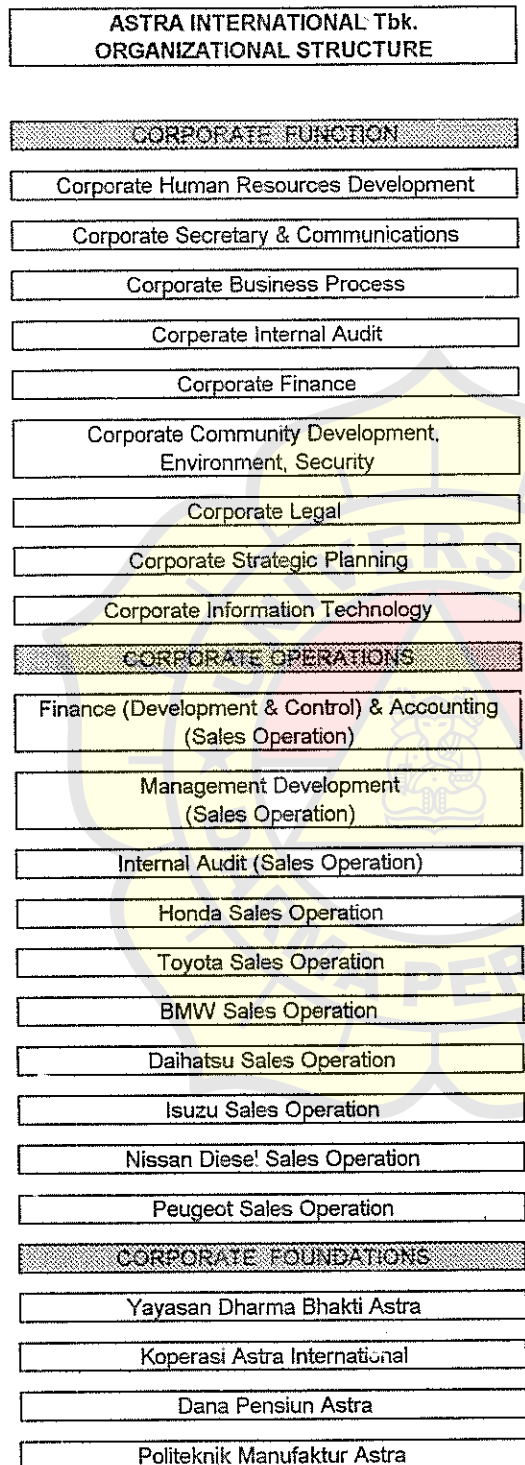 ASTRA INTERNATIONAL Tbk.
ORGANIZATIONAL STRUCTURE
CORPORATE FUNCTION
Corporate Human Resources Development
Corporate Secretary & Communications
Corporate Business Process
Corperate Internal Audit
Corporate Finance
Corporate Community Development,
Environment, Security
Corporate Legal
Corporate Strategic Planning
Corporate Information Technology
CORPORATE OPERATIONS
Finance (Development & Control) & Accounting
(Sales Operation)
Management Development
(Sales Operation)
Internal Audit (Sales Operation)
Honda Sales Operation
Toyota Sales Operation
BMW Sales Operation
Daihatsu Sales Operation
Isuzu Sales Operation
Nissan Diesel Sales Operation
Peugeot Sales Operation
CORPORATE FOUNDATIONS
Yayasan Dharma Bhakti Astra
Koperasi Astra International
Dana Pensiun Astra
Politeknik Manufaktur Astra